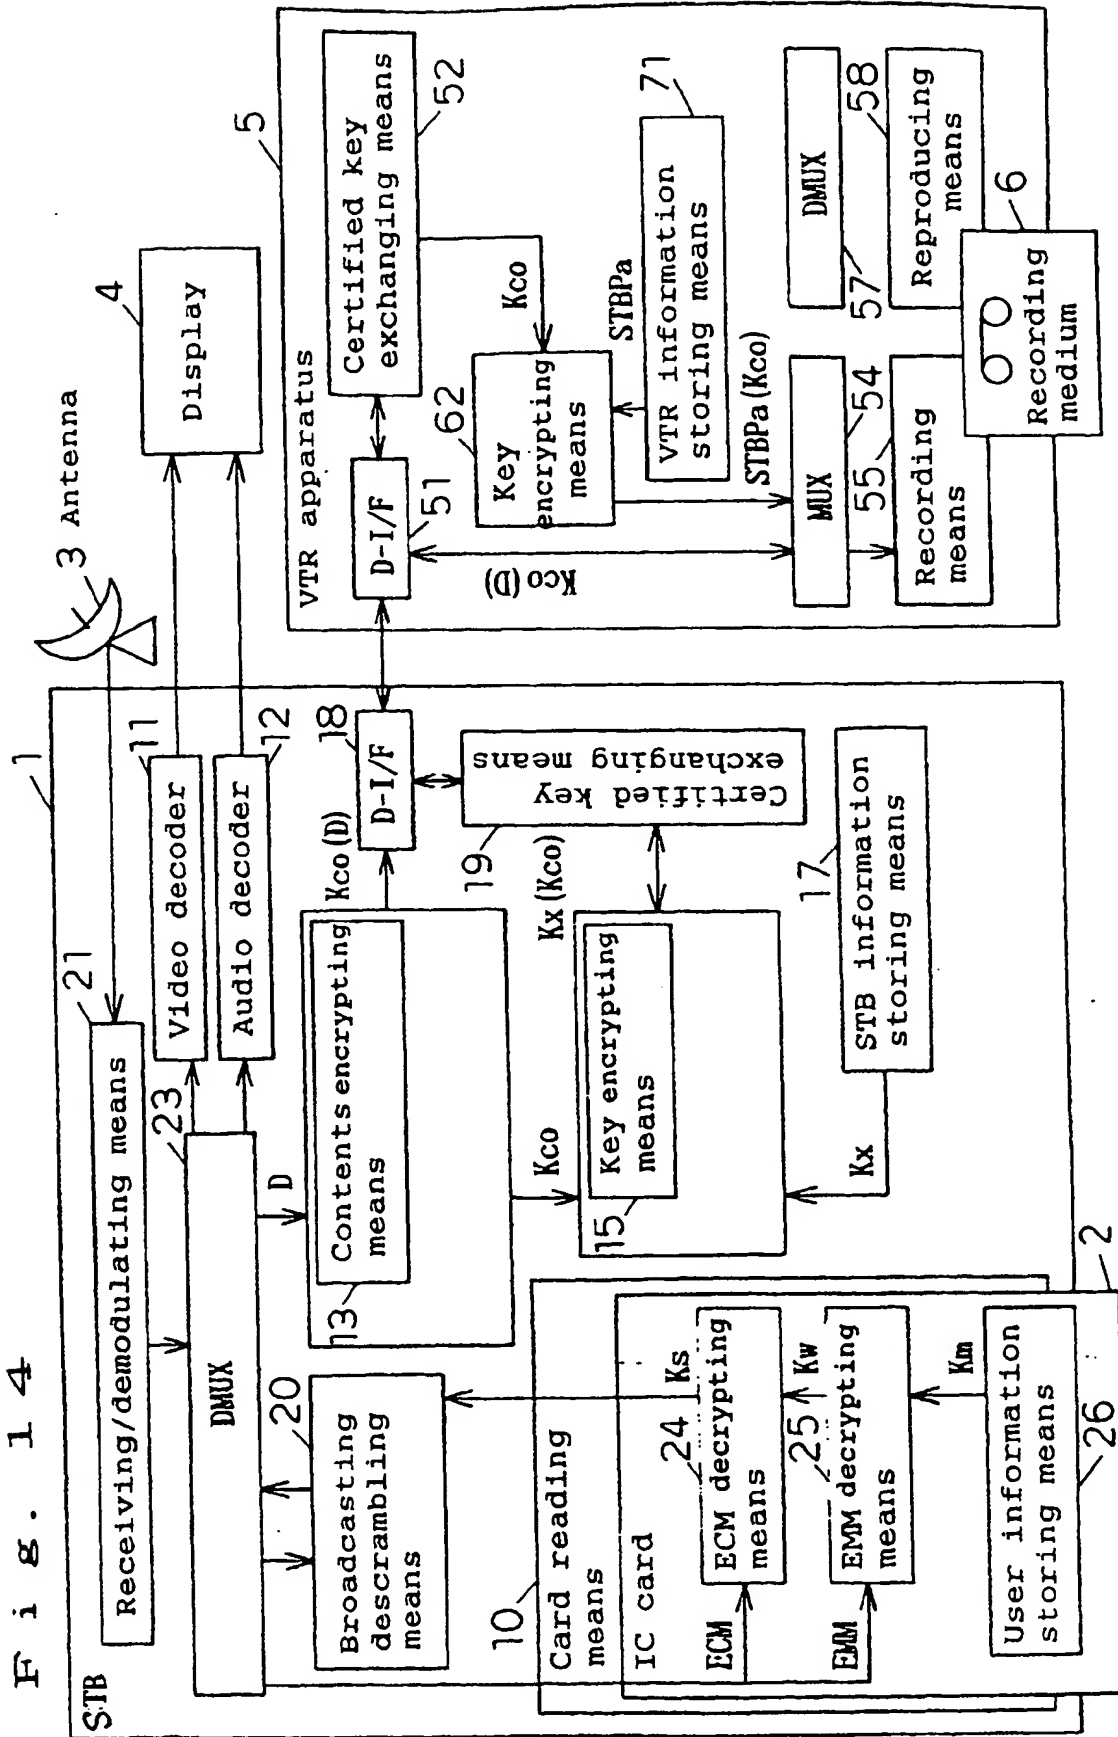 Fig. 14
STB
1
Receiving/demodulating means
21
3 Antenna
4
Display
DMUX
23
Video decoder
11
Audio decoder
12
D
20
Broadcasting
descrambling
means
13
Contents encrypting
means
Kco(D)
18
D-I/F
Kco
15
Key encrypting
means
Kx(Kco)
19
Certified key
exchanging means
Kx
17
STB information
storing means
10
Card reading
means
IC card
2
ECM
24
ECM decrypting
means
Ks
Kw
EMM
25
EMM decrypting
means
Km
User information
storing means
26
5
VTR apparatus
D-I/F
51
Certified key
exchanging means
52
Kco
62
Key
encrypting
means
STBPa
VTR information
storing means
71
Kco(D)
STBPa(Kco)
MUX
54
DMUX
57
55
Recording
means
58
Reproducing
means
6
Recording
medium